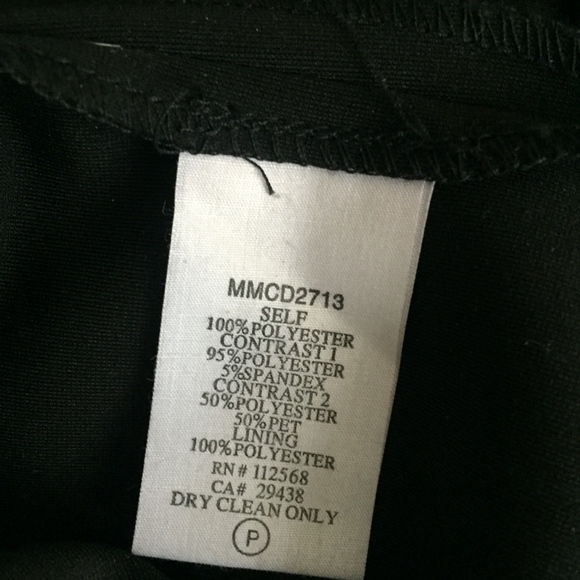 MMCD2713
SELF
100%POLYESTER
CONTRAST 1
95%POLYESTER
5%SPANDEX
CONTRAST 2
50%POLYESTER
50%PET
LINING
100%POLYESTER
RN# 112568
CA# 29438
DRY CLEAN ONLY
P